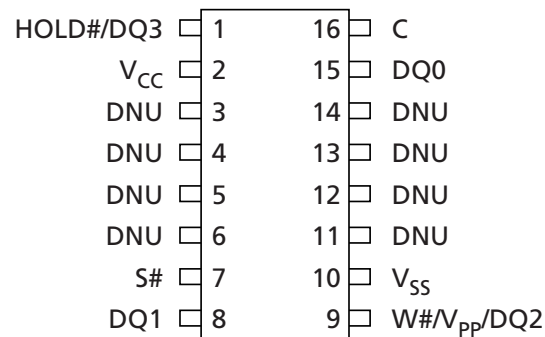 HOLD#/DQ3 1 16 C
VCC 2 15 DQ0
DNU 3 14 DNU
DNU 4 13 DNU
DNU 5 12 DNU
DNU 6 11 DNU
S# 7 10 VSS
DQ1 8 9 W#/VPP/DQ2